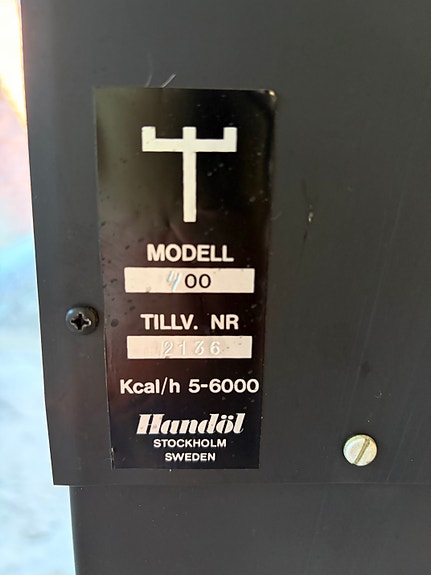 MODELL
400
TILLV. NR
2136
Kcal/h 5-6000
Handöl
STOCKHOLM
SWEDEN